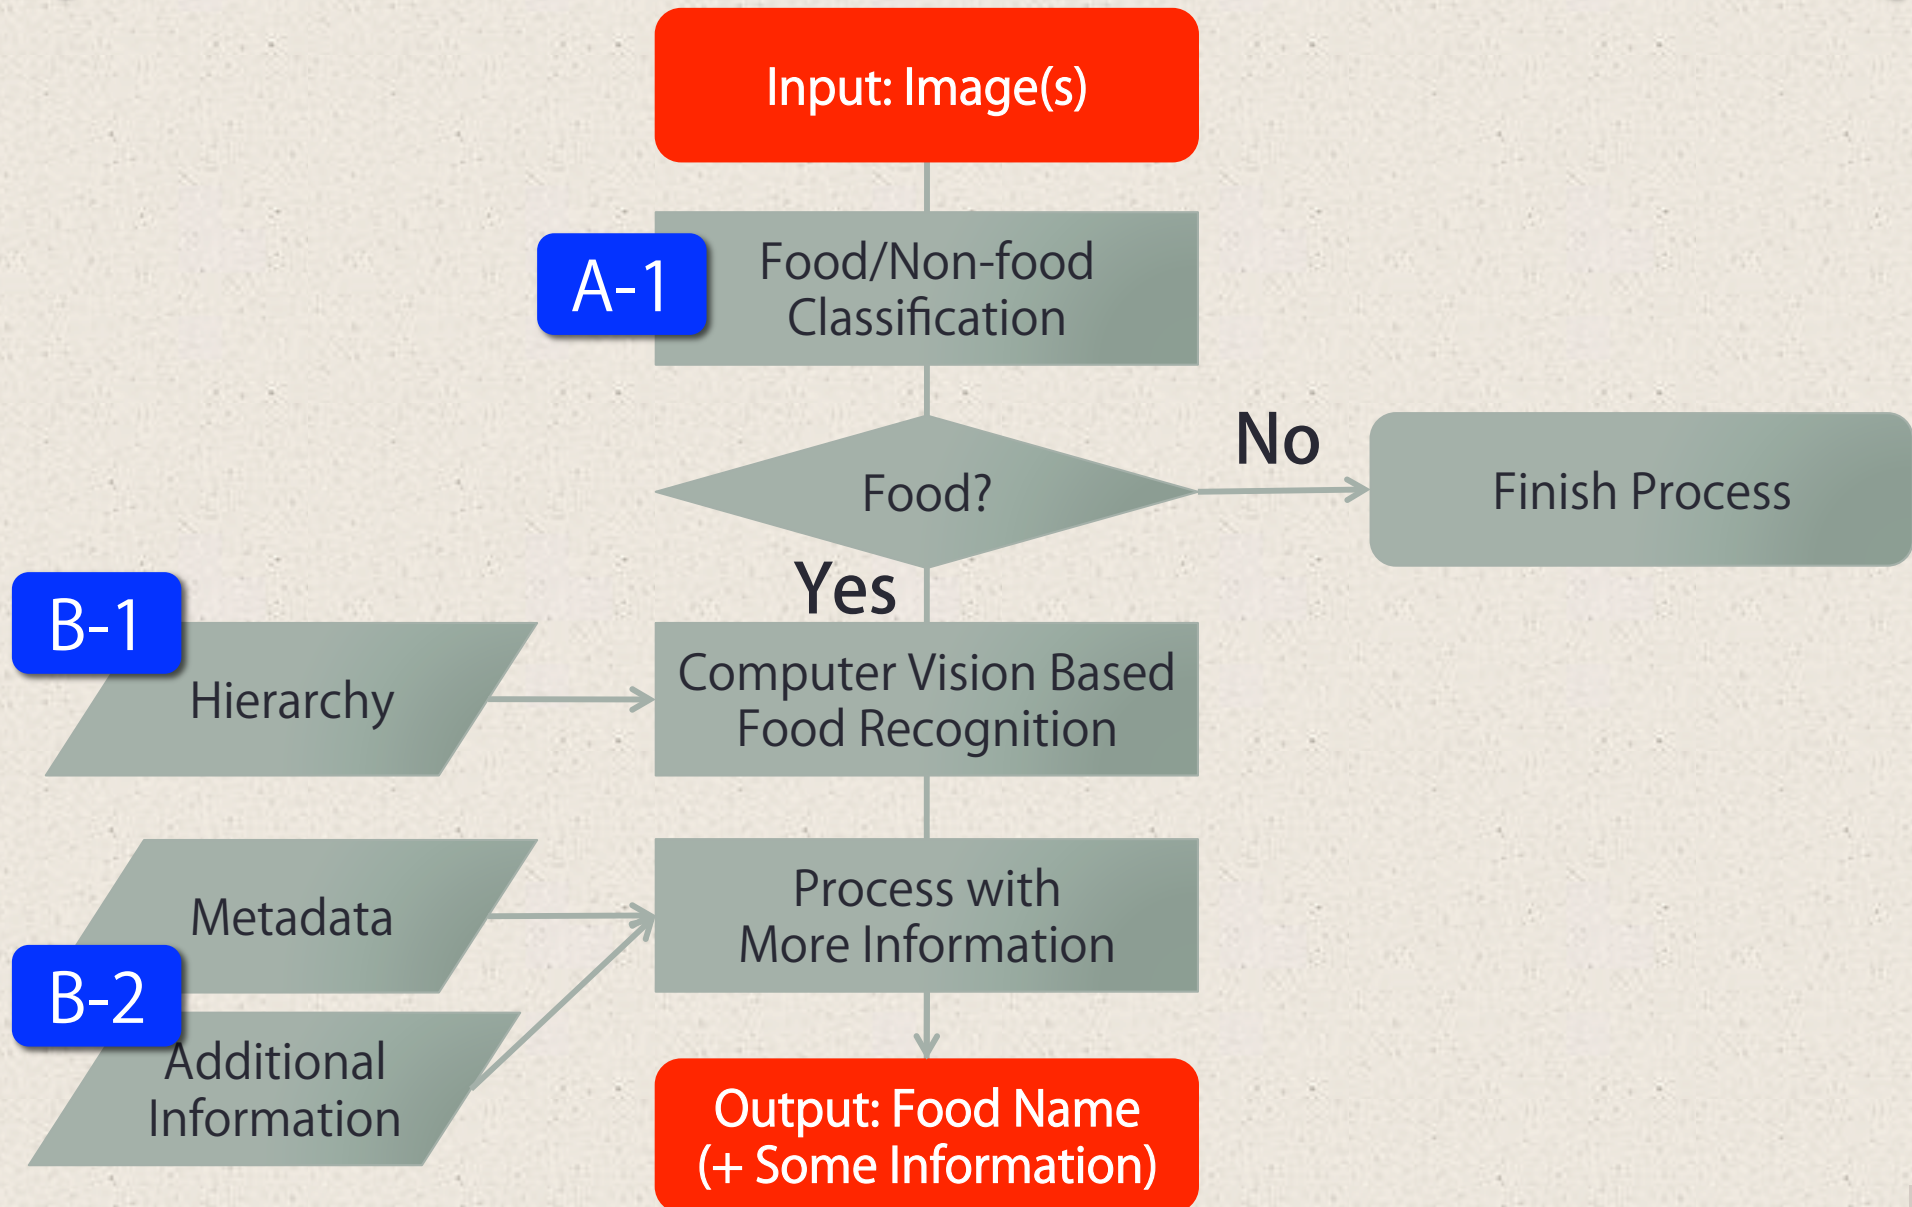 Input: Image(s)
A-1
Food/Non-food
Classification
Food?
No
Finish Process
Yes
B-1
Hierarchy
Computer Vision Based
Food Recognition
Metadata
Process with
More Information
B-2
Additional
Information
Output: Food Name
(+ Some Information)